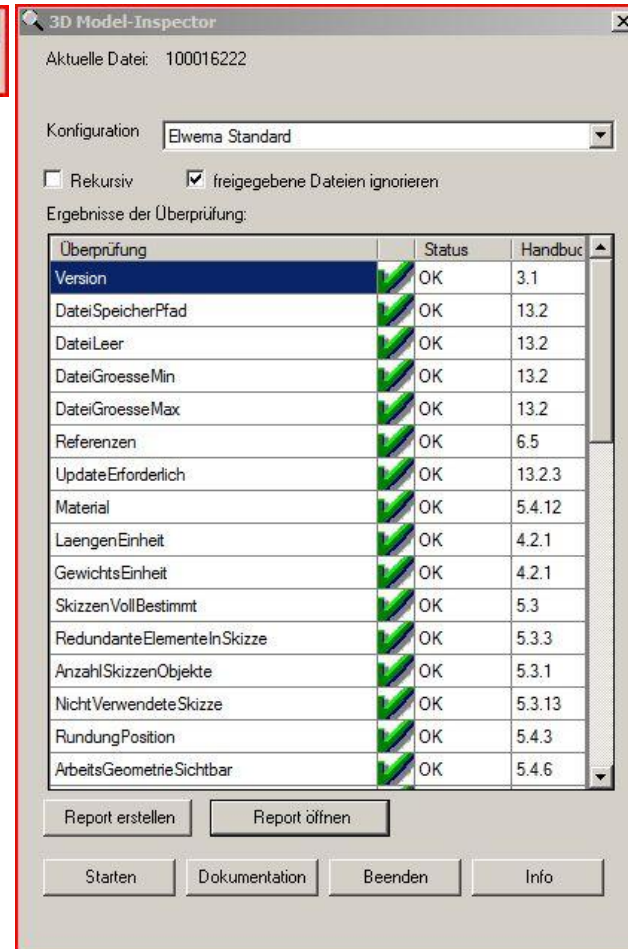 3D Model-Inspector
Aktuelle Datei: 100016222
Konfiguration Elwema Standard
Rekursiv freigegebene Dateien ignorieren
Ergebnisse der Überprüfung:
Überprüfung Status Handbuc
Version OK 3.1
DateiSpeicherPfad OK 13.2
DateiLeer OK 13.2
DateiGroesseMin OK 13.2
DateiGroesseMax OK 13.2
Referenzen OK 6.5
UpdateErforderlich OK 13.2.3
Material OK 5.4.12
LaengenEinheit OK 4.2.1
GewichtsEinheit OK 4.2.1
SkizzenVollBestimmt OK 5.3
RedundanteElementeInSkizze OK 5.3.3
AnzahlSkizzenObjekte OK 5.3.1
NichtVerwendeteSkizze OK 5.3.13
RundungPosition OK 5.4.3
ArbeitsGeometrieSichtbar OK 5.4.6
Report erstellen Report öffnen
Starten Dokumentation Beenden Info